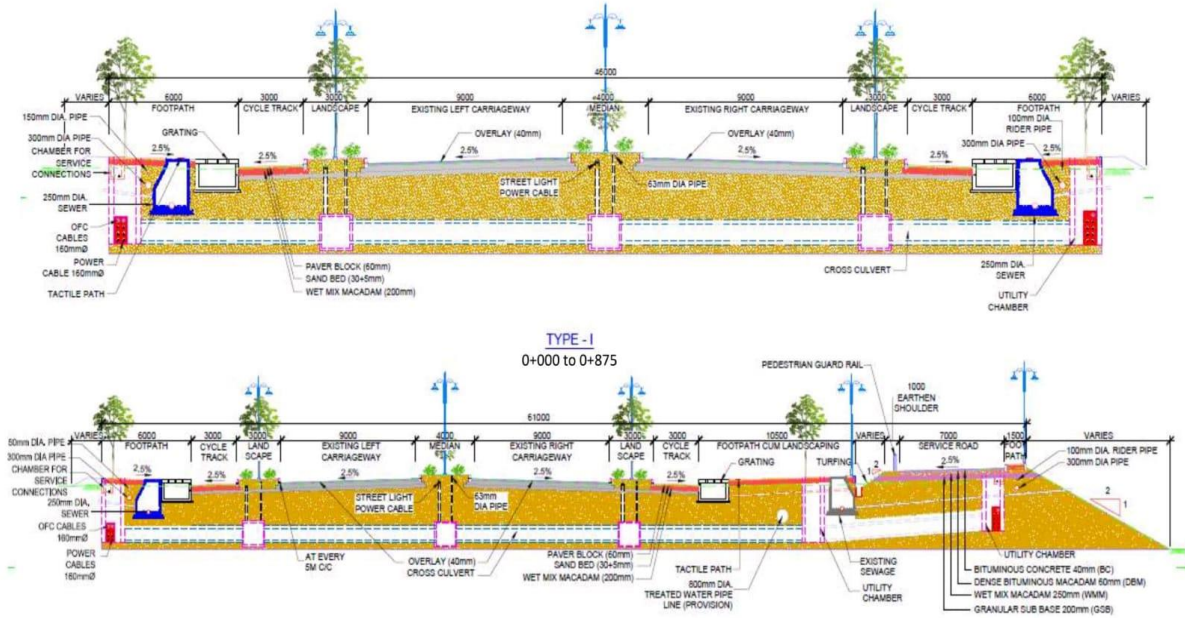 46000
VARIES 6000 3000 3000 9000 4000 9000 3000 3000 6000 VARIES
FOOTPATH CYCLE TRACK LANDSCAPE EXISTING LEFT CARRIAGEWAY MEDIAN EXISTING RIGHT CARRIAGEWAY LANDSCAPE CYCLE TRACK FOOTPATH
150mm DIA. PIPE
300mm DIA PIPE
CHAMBER FOR
SERVICE
CONNECTIONS
250mm DIA.
SEWER
OFC
CABLES
160mmØ
POWER
CABLE 160mmØ
TACTILE PATH
GRATING
2.5%
2.5%
OVERLAY (40mm)
2.5%
STREET LIGHT
POWER CABLE
63mm DIA PIPE
OVERLAY (40mm)
2.5%
2.5%
100mm DIA.
RIDER PIPE
300mm DIA PIPE
2.5%
PAVER BLOCK (60mm)
SAND BED (30+5mm)
WET MIX MACADAM (200mm)
CROSS CULVERT
250mm DIA.
SEWER
UTILITY
CHAMBER
TYPE - I
0+000 to 0+875
PEDESTRIAN GUARD RAIL
1000
EARTHEN
SHOULDER
61000
VARIES 6000 3000 3000 9000 4000 9000 3000 3000 10500 VARIES 7000 1500 VARIES
FOOTPATH CYCLE TRACK LAND SCAPE EXISTING LEFT CARRIAGEWAY MEDIAN EXISTING RIGHT CARRIAGEWAY LAND SCAPE CYCLE TRACK FOOTPATH CUM LANDSCAPING SERVICE ROAD FOOT PATH
50mm DIA. PIPE
300mm DIA. PIPE
CHAMBER FOR
SERVICE
CONNECTIONS
250mm DIA.
SEWER
OFC CABLES
160mmØ
POWER
CABLES
160mmØ
2.5%
2.5%
2.5%
STREET LIGHT
POWER CABLE
63mm
DIA PIPE
2.5%
2.5%
GRATING
2.5%
TURFING
2
2.5%
100mm DIA. RIDER PIPE
300mm DIA PIPE
2
1
AT EVERY
5M C/C
OVERLAY (40mm)
CROSS CULVERT
PAVER BLOCK (60mm)
SAND BED (30+5mm)
WET MIX MACADAM (200mm)
TACTILE PATH
800mm DIA.
TREATED WATER PIPE
LINE (PROVISION)
UTILITY
CHAMBER
EXISTING
SEWAGE
UTILITY CHAMBER
BITUMINOUS CONCRETE 40mm (BC)
DENSE BITUMINOUS MACADAM 60mm (DBM)
WET MIX MACADAM 250mm (WMM)
GRANULAR SUB BASE 200mm (GSB)